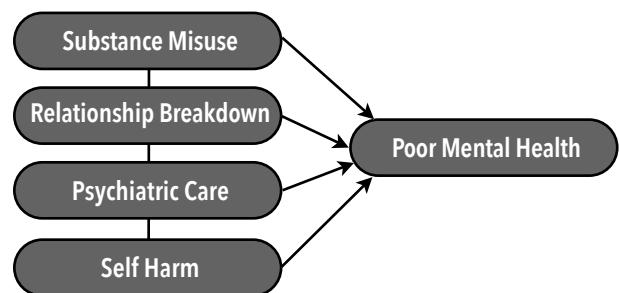 Substance Misuse
Relationship Breakdown
Poor Mental Health
Psychiatric Care
Self Harm